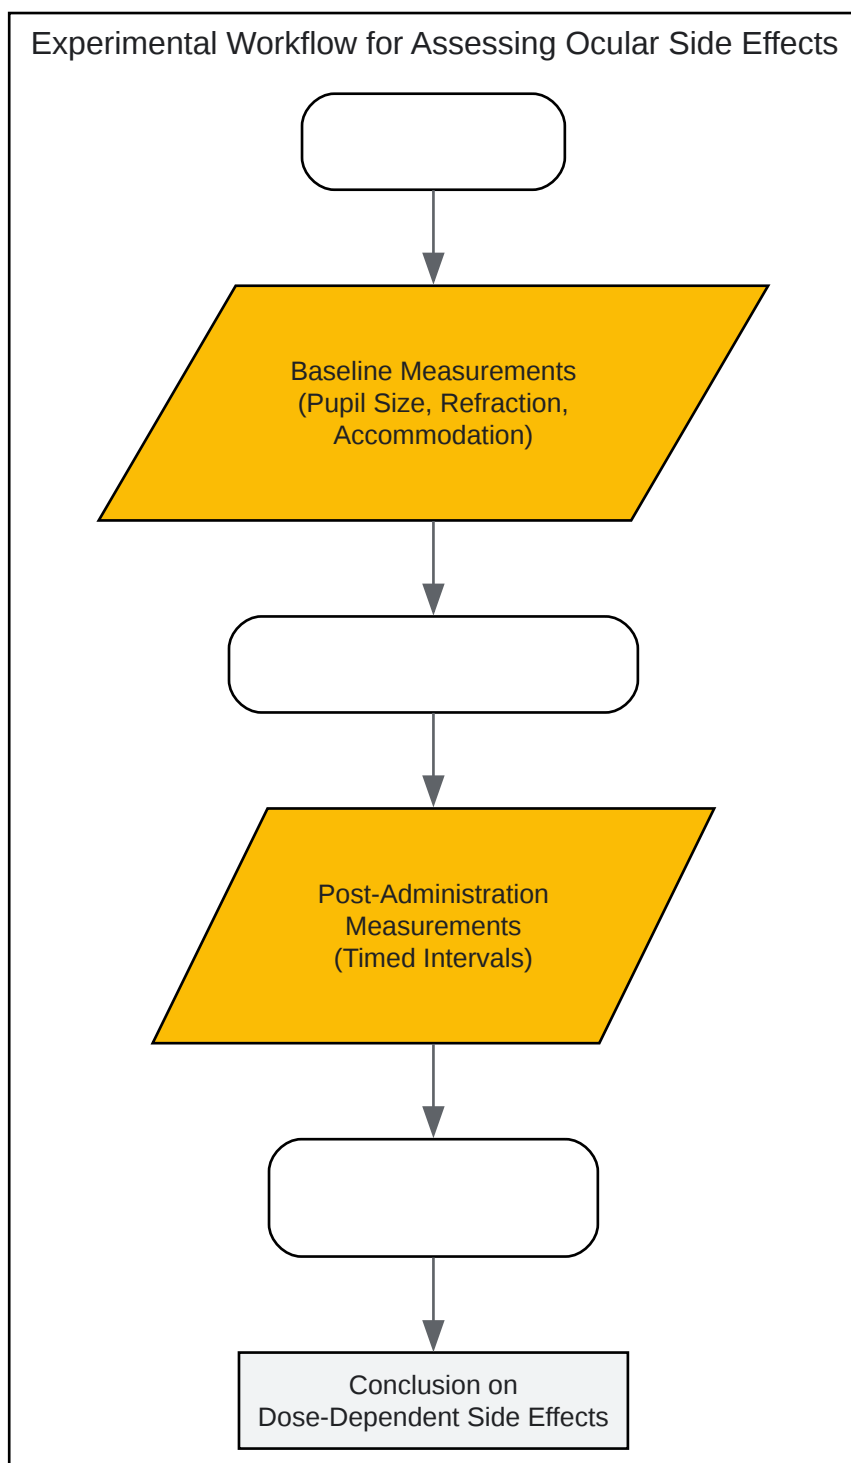 Experimental Workflow for Assessing Ocular Side Effects
Baseline Measurements
(Pupil Size, Refraction,
Accommodation)
Post-Administration
Measurements
(Timed Intervals)
Conclusion on
Dose-Dependent Side Effects